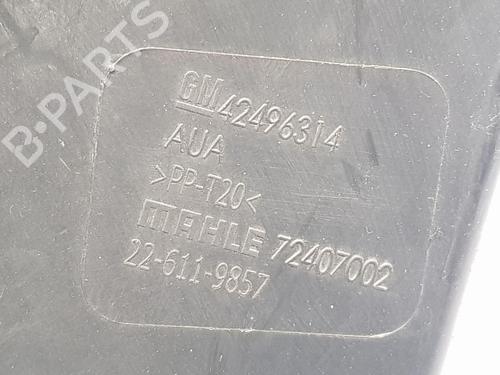 B-PARTS
GM 42496314
AUA
>PP-T20<
MAHLE 72407002
22-611-9857